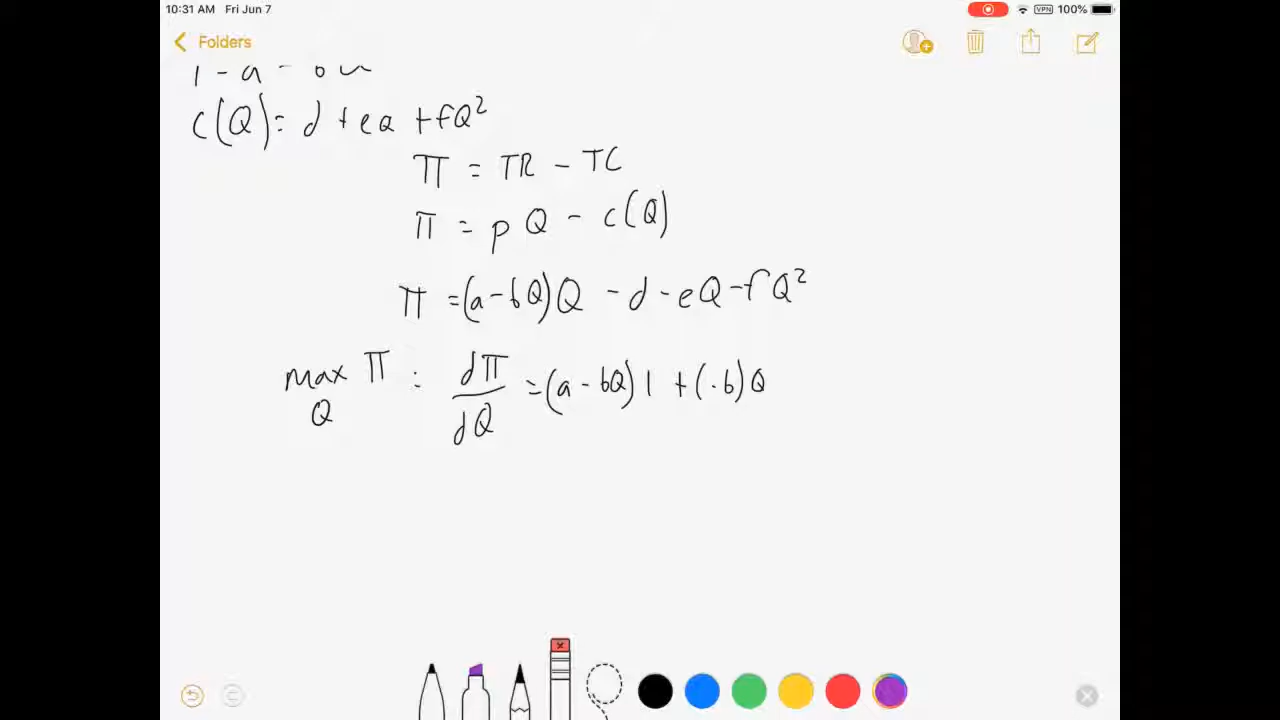 10:31 AM Fri Jun 7
VPN 100%
Folders
C(Q) = d + eQ + fQ²
π = TR - TC
π = pQ - c(Q)
π = (a - bQ)Q - d - eQ - fQ²
max π : dπ/dQ = (a - bQ) 1 + (-b) Q
Q